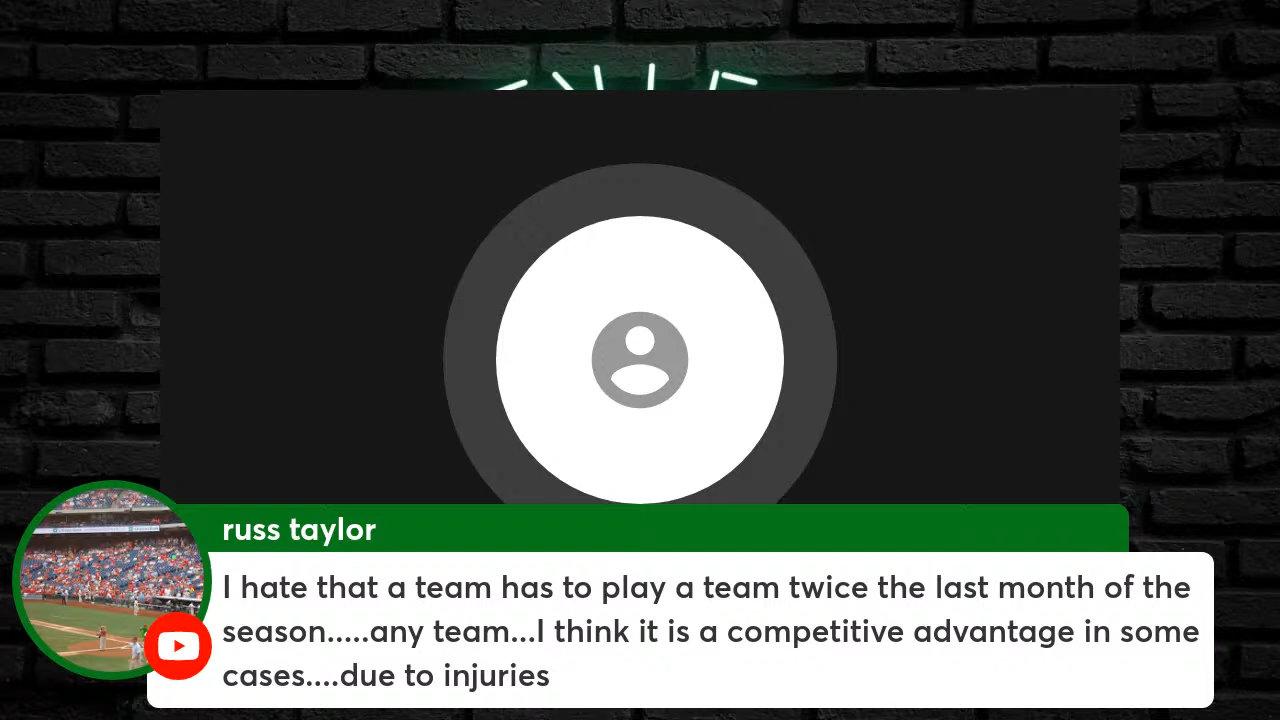 russ taylor
I hate that a team has to play a team twice the last month of the
season.....any team...I think it is a competitive advantage in some
cases....due to injuries